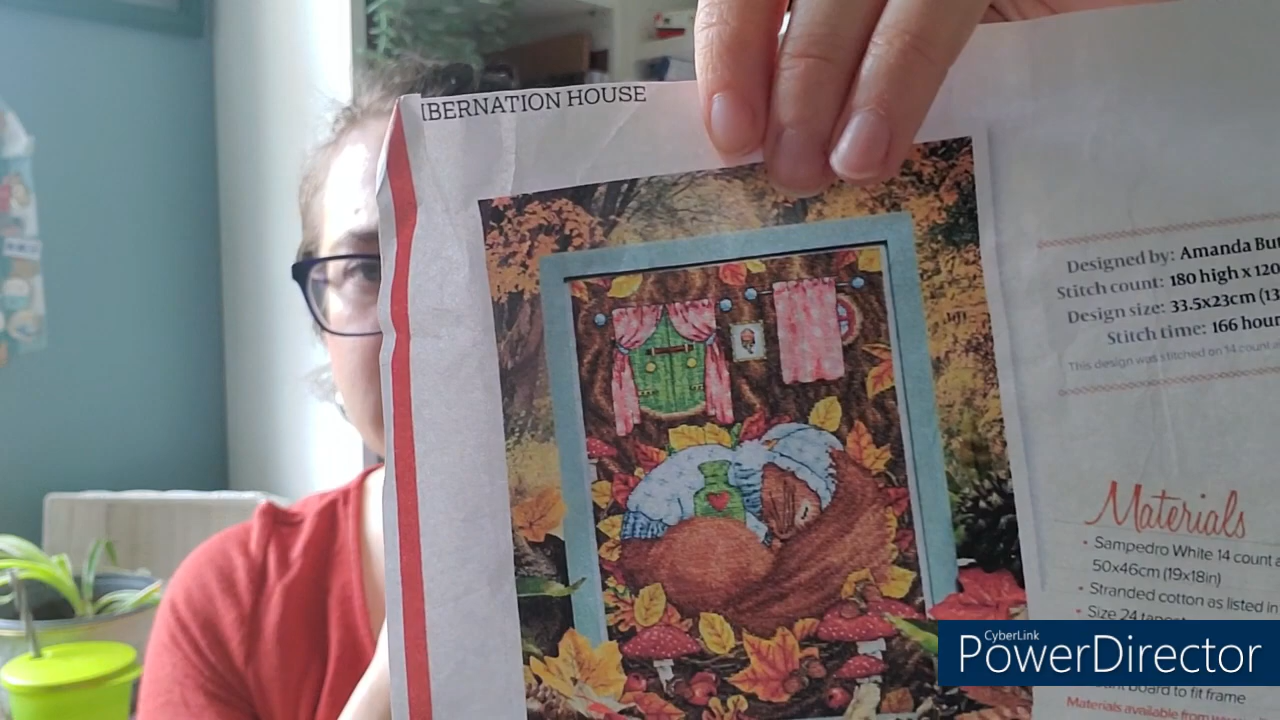 IBERNATION HOUSE
Designed by: Amanda But
Stitch count: 180 high x 120
Design size: 33.5x23cm (13
Stitch time: 166 hour
This design was stitched on 14 count a
Materials
• Sampedro White 14 count a
50x46cm (19x18in)
• Stranded cotton as listed in
• Size 24
board to fit frame
Materials available from
CyberLink
PowerDirector